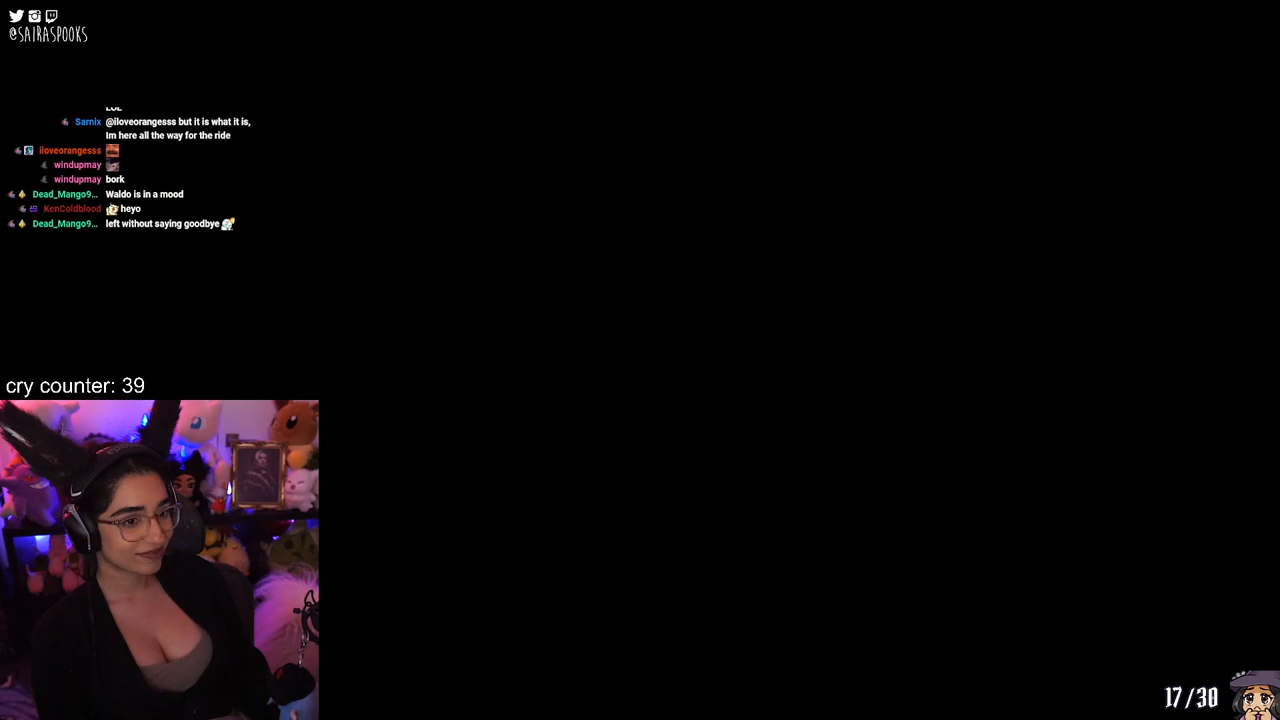 @SAIRASPOOKS
LOL
Samix @iloveorangesss but it is what it is,
Im here all the way for the ride
iloveorangesss
windupmay
windupmay bork
Dead_Mango9... Waldo is in a mood
KenColdblood heyo
Dead_Mango9... left without saying goodbye
cry counter: 39
17/30